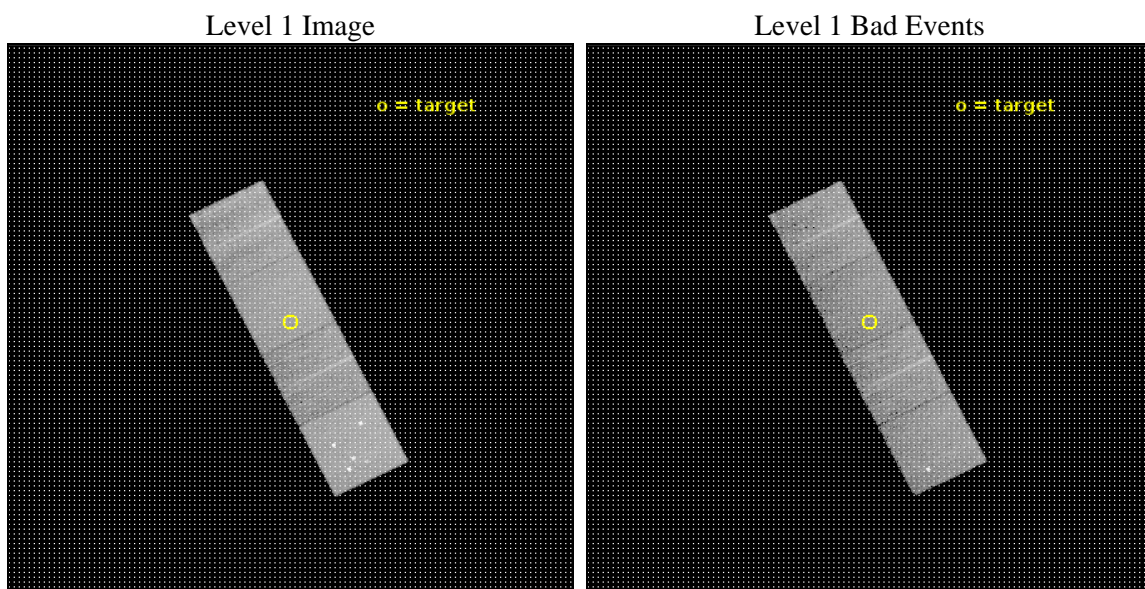 Level 1 Image
Level 1 Bad Events
o = target
o = target